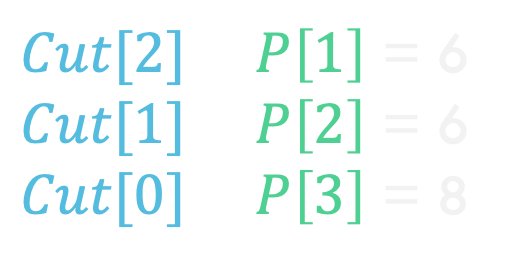 Cut[2] P[1] = 6
Cut[1] P[2] = 6
Cut[0] P[3] = 8